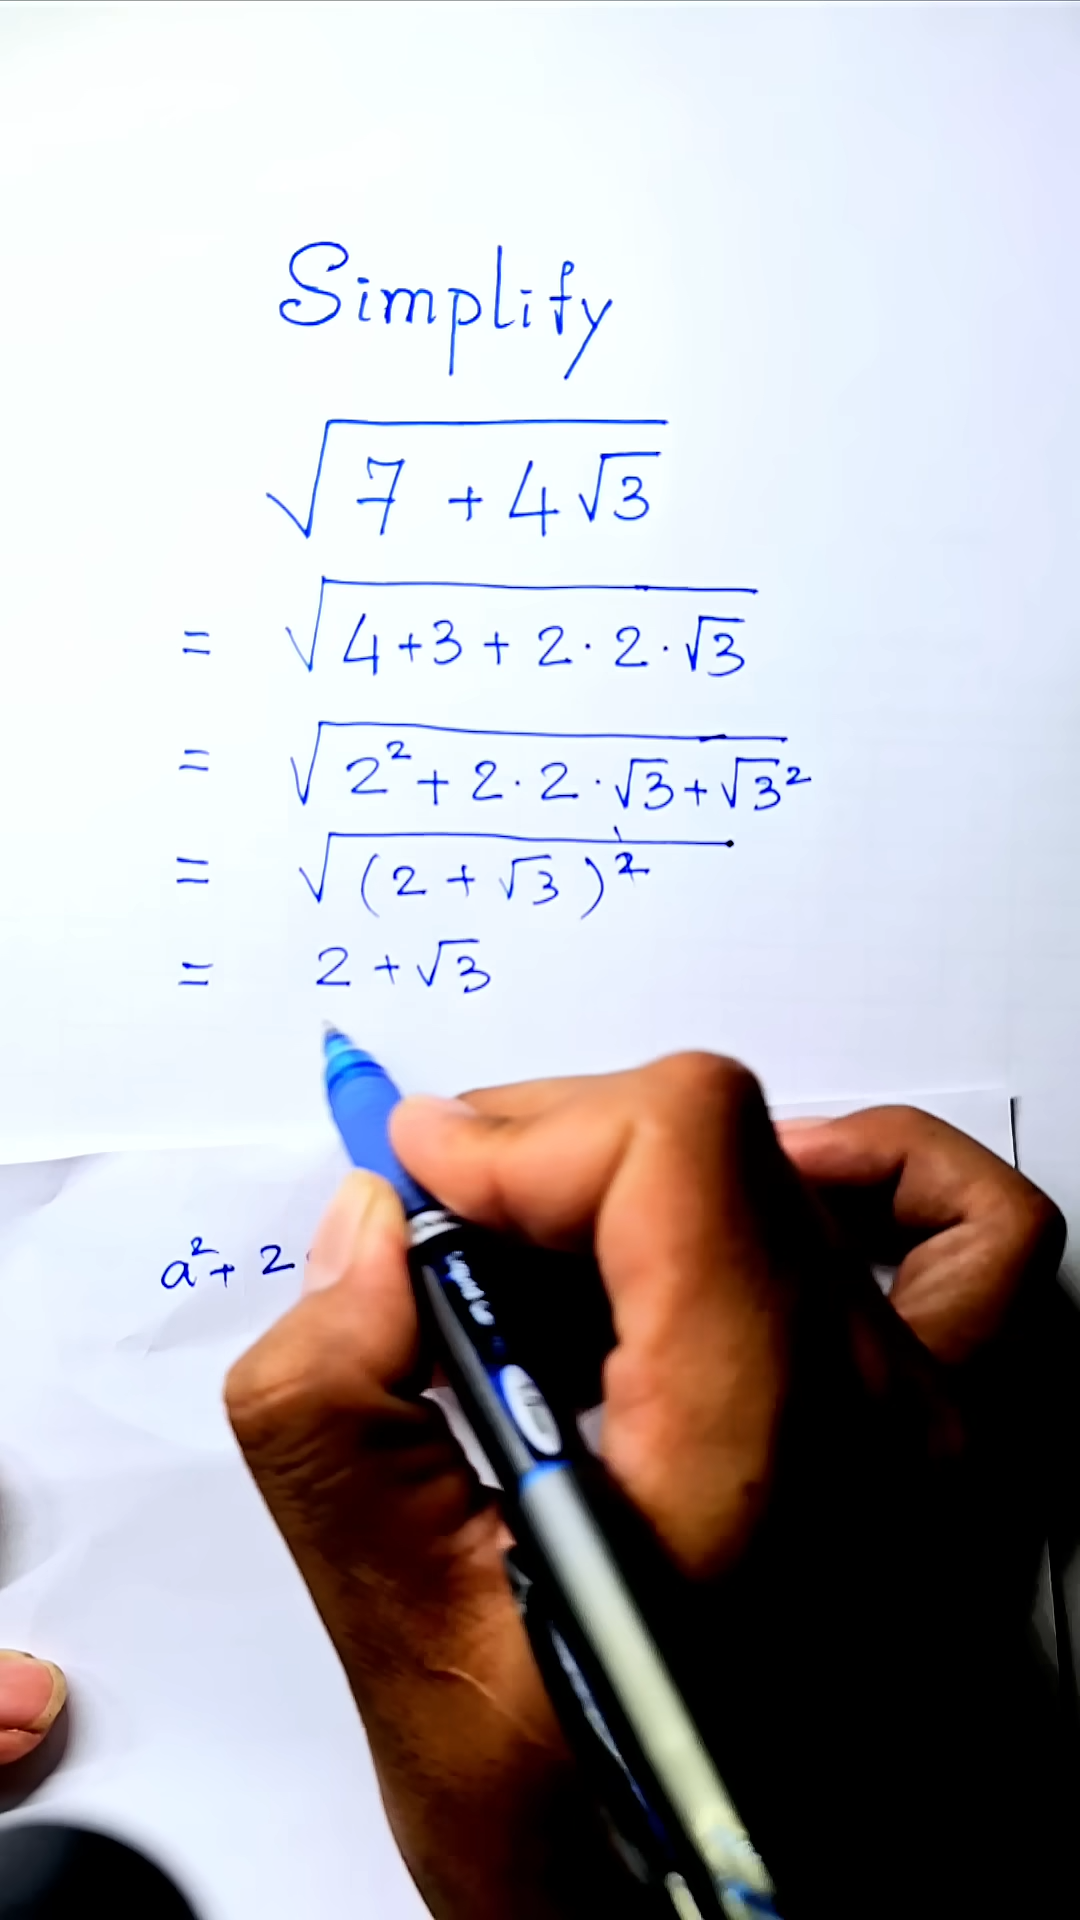 Simplify
√(7 + 4√3)
= √(4+3+2·2·√3)
= √(2²+2·2·√3+√3²)
= √((2+√3)²)
= 2+√3
a²+2·